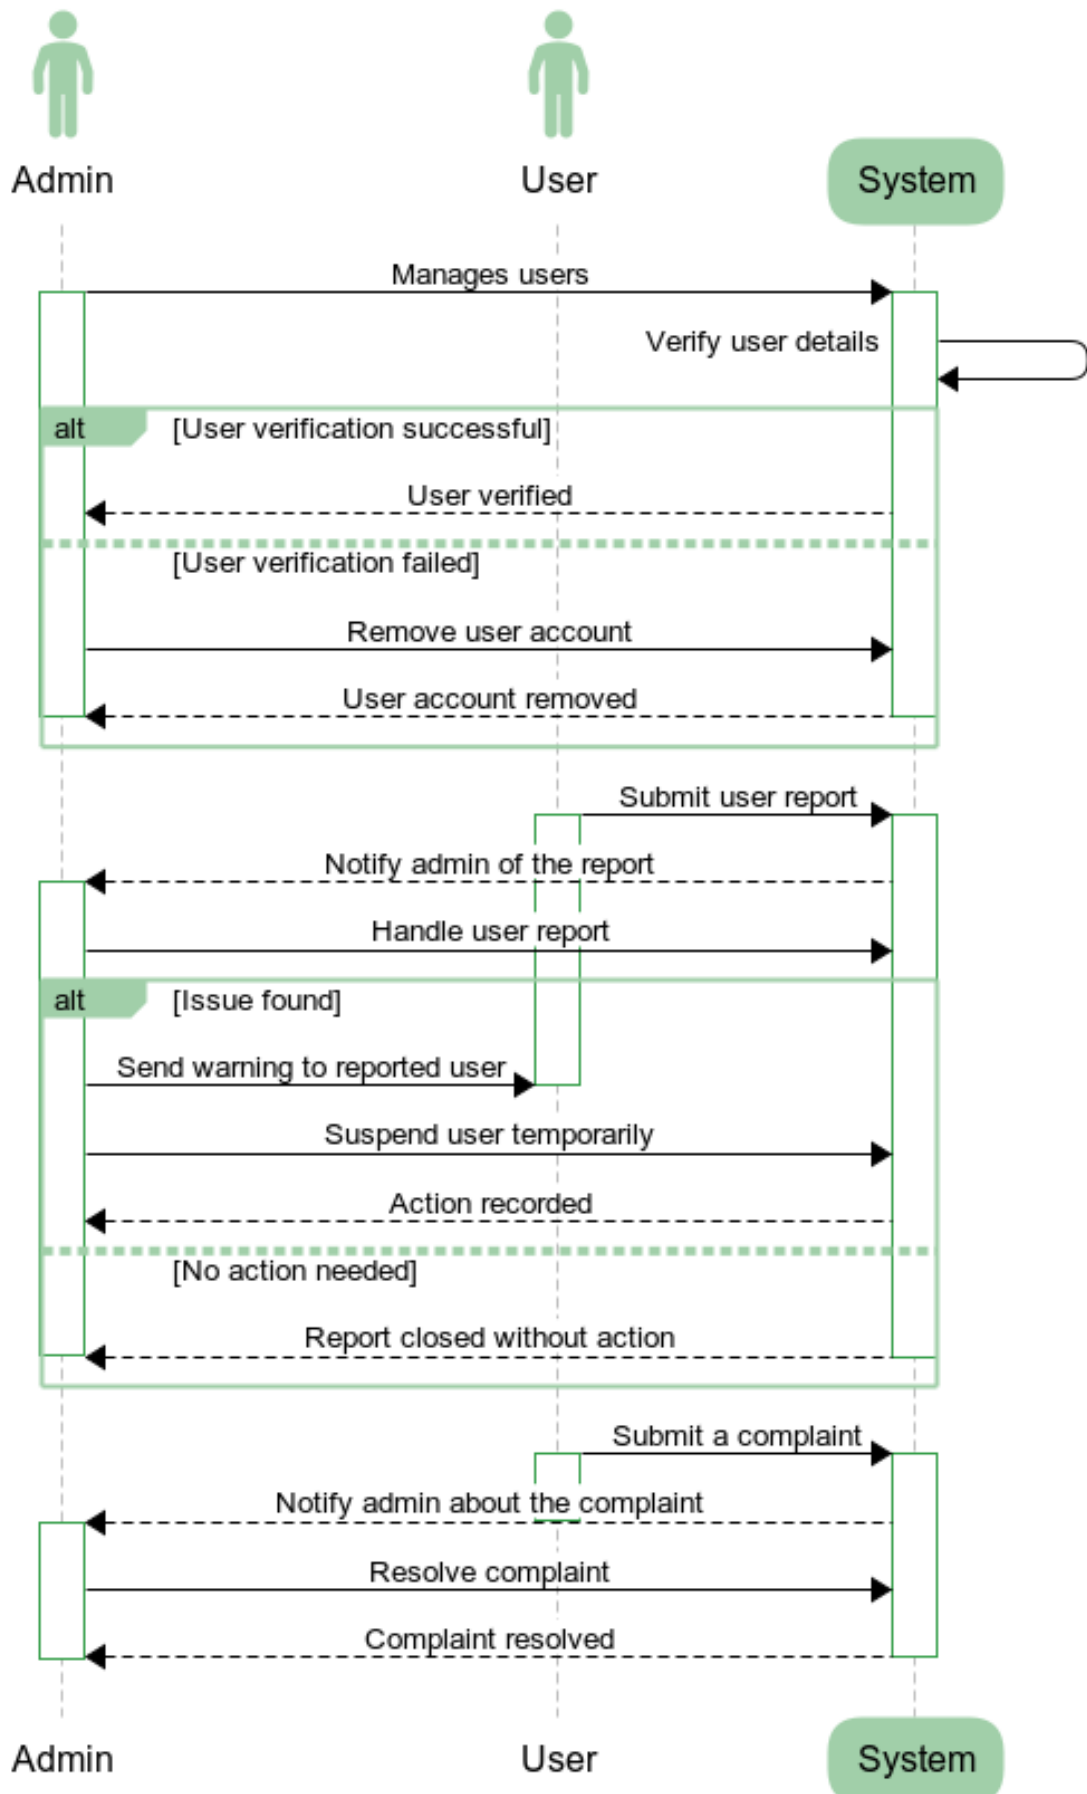 Admin
User
System
Manages users
Verify user details
alt
[User verification successful]
User verified
[User verification failed]
Remove user account
User account removed
Submit user report
Notify admin of the report
Handle user report
alt
[Issue found]
Send warning to reported user
Suspend user temporarily
Action recorded
[No action needed]
Report closed without action
Submit a complaint
Notify admin about the complaint
Resolve complaint
Complaint resolved
Admin
User
System